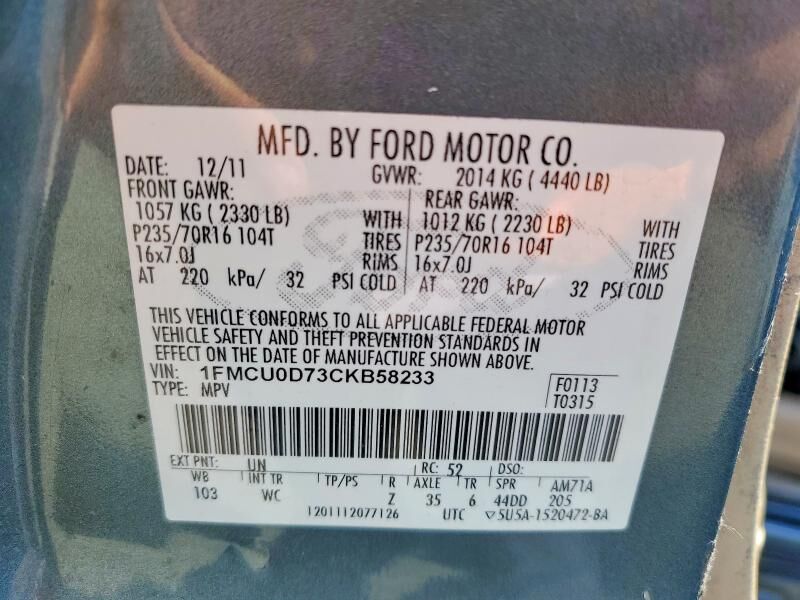 MFD. BY FORD MOTOR CO.
DATE: 12/11 GVWR: 2014 KG ( 4440 LB)
FRONT GAWR: REAR GAWR:
1057 KG ( 2330 LB) WITH 1012 KG ( 2230 LB) WITH
P235/70R16 104T TIRES P235/70R16 104T TIRES
16x7.0J RIMS 16x7.0J RIMS
AT 220 kPa/ 32 PSI COLD AT 220 kPa/ 32 PSI COLD
THIS VEHICLE CONFORMS TO ALL APPLICABLE FEDERAL MOTOR
VEHICLE SAFETY AND THEFT PREVENTION STANDARDS IN
EFFECT ON THE DATE OF MANUFACTURE SHOWN ABOVE.
VIN: 1FMCU0D73CKB58233 F0113
TYPE: MPV T0315
EXT PNT: UN RC: 52 DSO:
WB INT TR TP/PS R AXLE TR SPR AM71A
103 WC Z 35 6 44DD 205
1201112077126 UTC ▽5U5A-1520472-BA